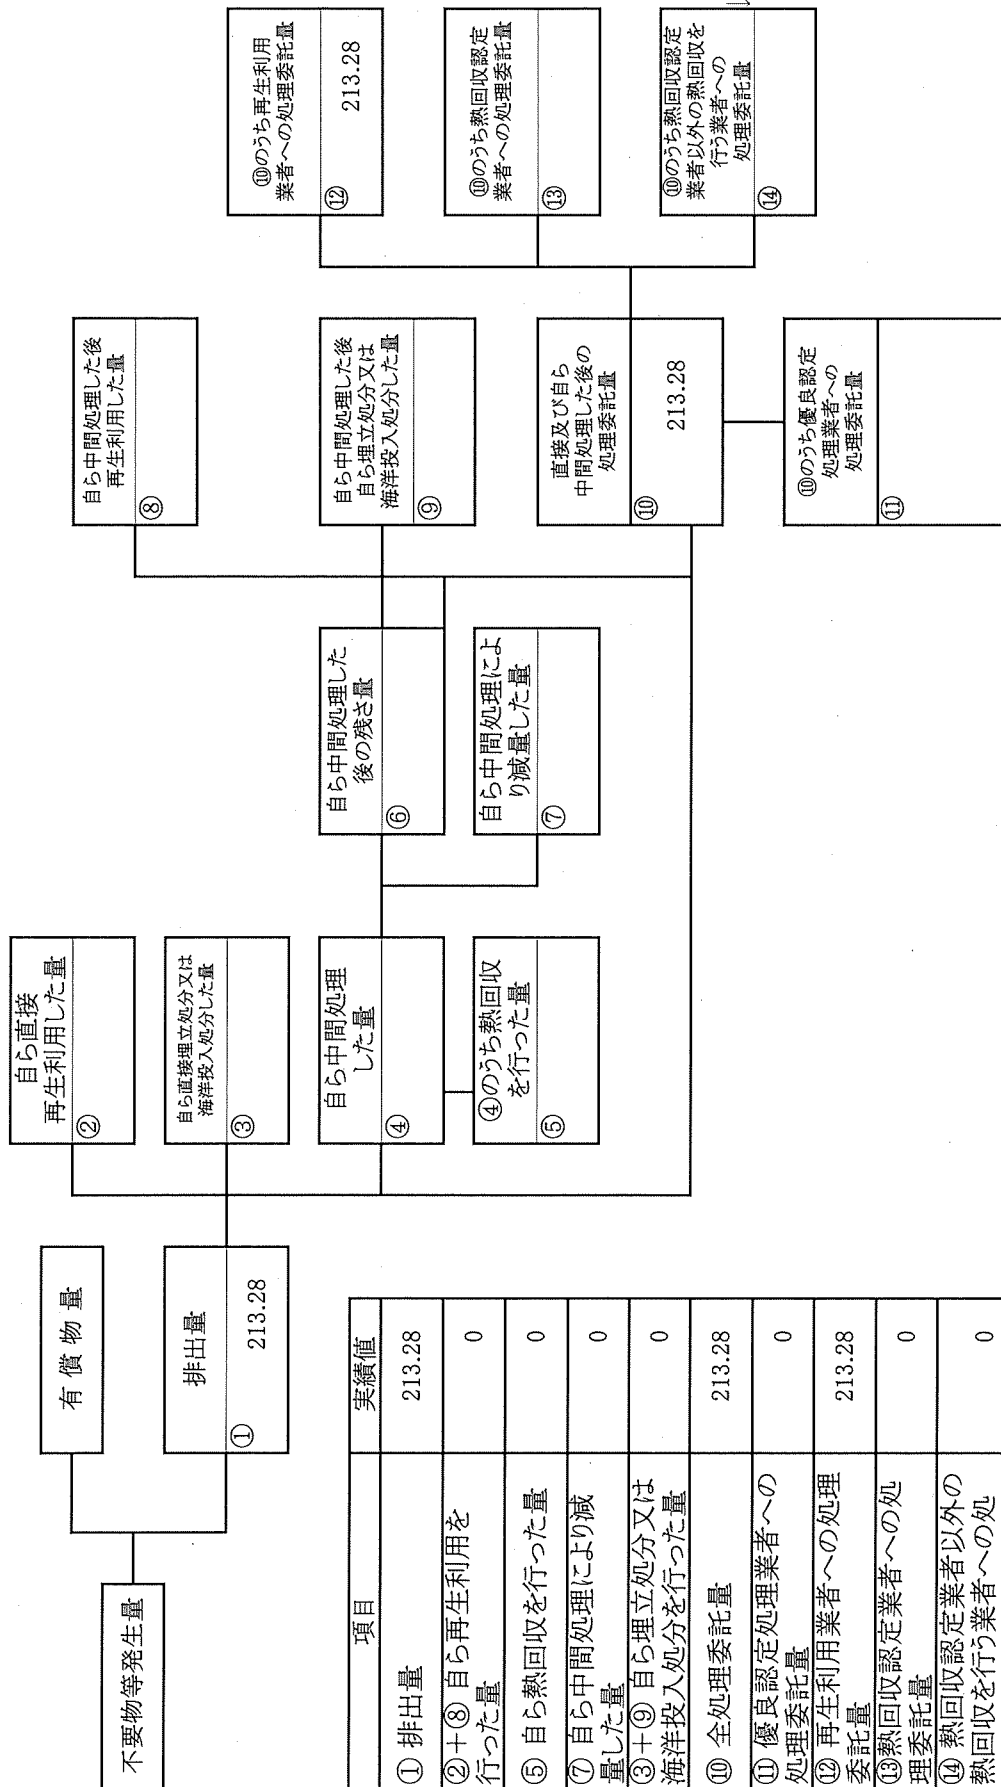 不要物等発生量
有償物量
排出量
①
213.28
自ら直接
再生利用した量
②
自ら直接埋立処分又は
海洋投入処分した量
③
自ら中間処理
した量
④
④のうち熱回収
を行った量
⑤
自ら中間処理した
後の残さ量
⑥
自ら中間処理によ
り減量した量
⑦
自ら中間処理した後
再生利用した量
⑧
自ら中間処理した後
自ら埋立処分又は
海洋投入処分した量
⑨
直接及び自ら
中間処理した後の
処理委託量
⑩
213.28
⑩のうち優良認定
処理業者への
処理委託量
⑪
⑩のうち再生利用
業者への処理委託量
⑫
213.28
⑩のうち熱回収認定
業者への処理委託量
⑬
⑩のうち熱回収認定
業者以外の熱回収を
行う業者への
処理委託量
⑭
項目 実績値
① 排出量 213.28
②+⑧ 自ら再生利用を
行った量 0
⑤ 自ら熱回収を行った量 0
⑦ 自ら中間処理により減
量した量 0
③+⑨ 自ら埋立処分又は
海洋投入処分を行った量 0
⑩ 全処理委託量 213.28
⑪ 優良認定処理業者への
処理委託量 0
⑫ 再生利用業者への処理
委託量 213.28
⑬熱回収認定業者への処
理委託量 0
⑭ 熱回収認定業者以外の
熱回収を行う業者への処 0